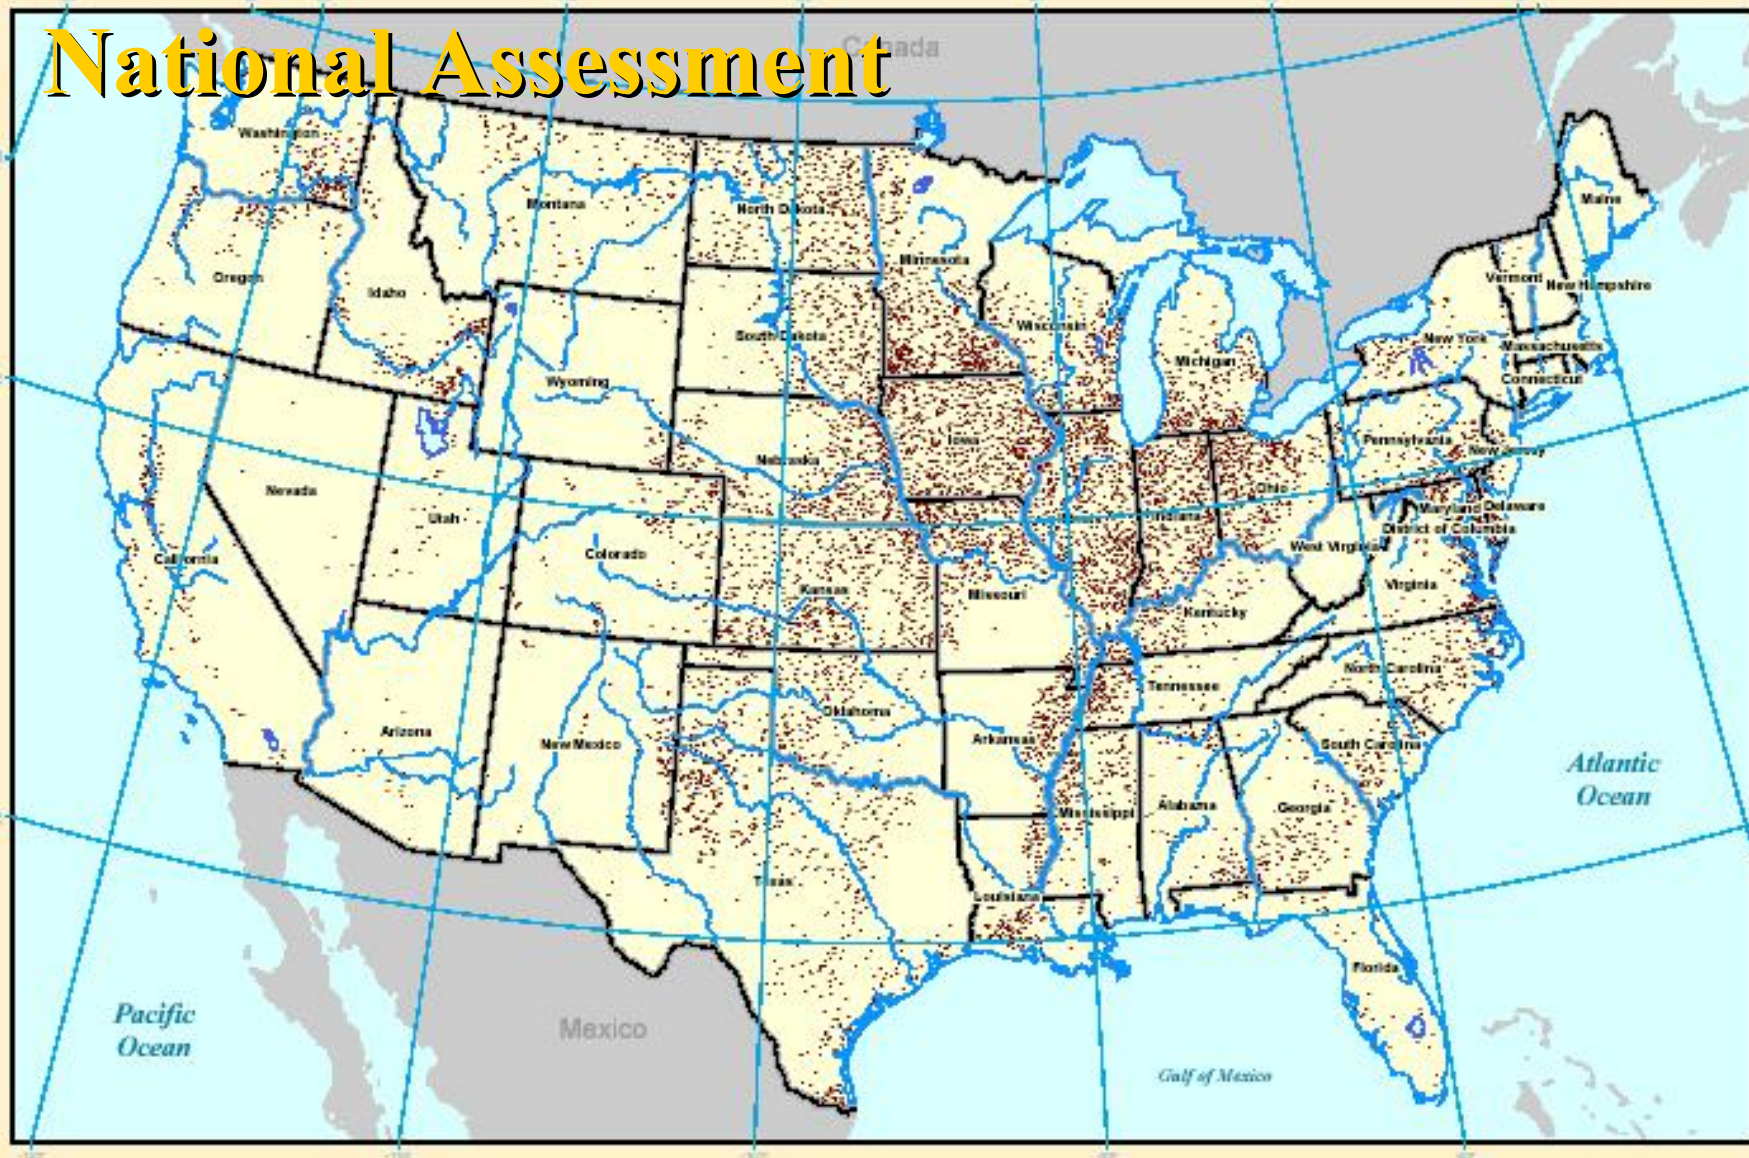 National Assessment
Canada
Washington
Maine
Montana
North Dakota
Minnesota
Oregon
Idaho
Vermont
New Hampshire
South Dakota
Wisconsin
New York
Massachusetts
Michigan
Wyoming
Connecticut
Iowa
Pennsylvania
Nebraska
New Jersey
Nevada
Utah
Ohio
Indiana
Maryland
Delaware
District of Columbia
California
Colorado
West Virginia
Kansas
Missouri
Virginia
Kentucky
North Carolina
Tennessee
Oklahoma
Arizona
New Mexico
Arkansas
South Carolina
Atlantic
Ocean
Mississippi
Alabama
Georgia
Texas
Louisiana
Florida
Pacific
Ocean
Mexico
Gulf of Mexico